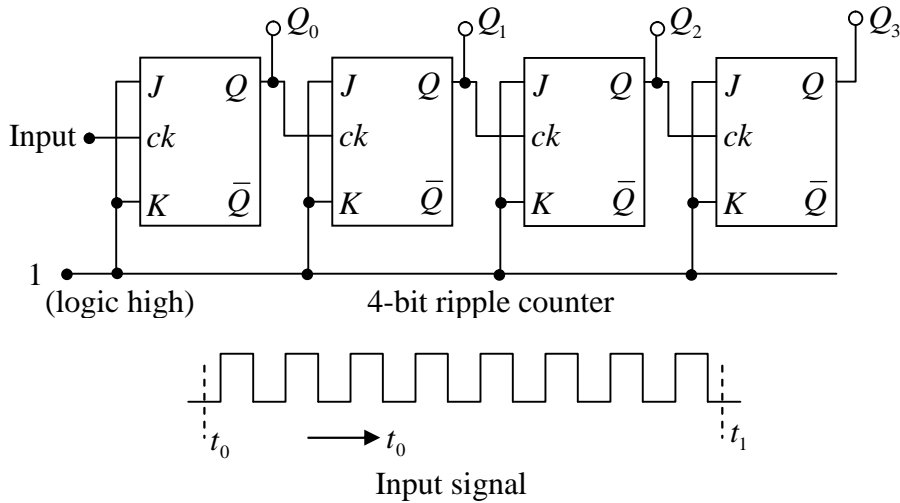 Q₀ Q₁ Q₂ Q₃
J Q J Q J Q J Q
Input ck ck ck ck
K Q̅ K Q̅ K Q̅ K Q̅
1
(logic high) 4-bit ripple counter
t₀ t₀ t₁
Input signal